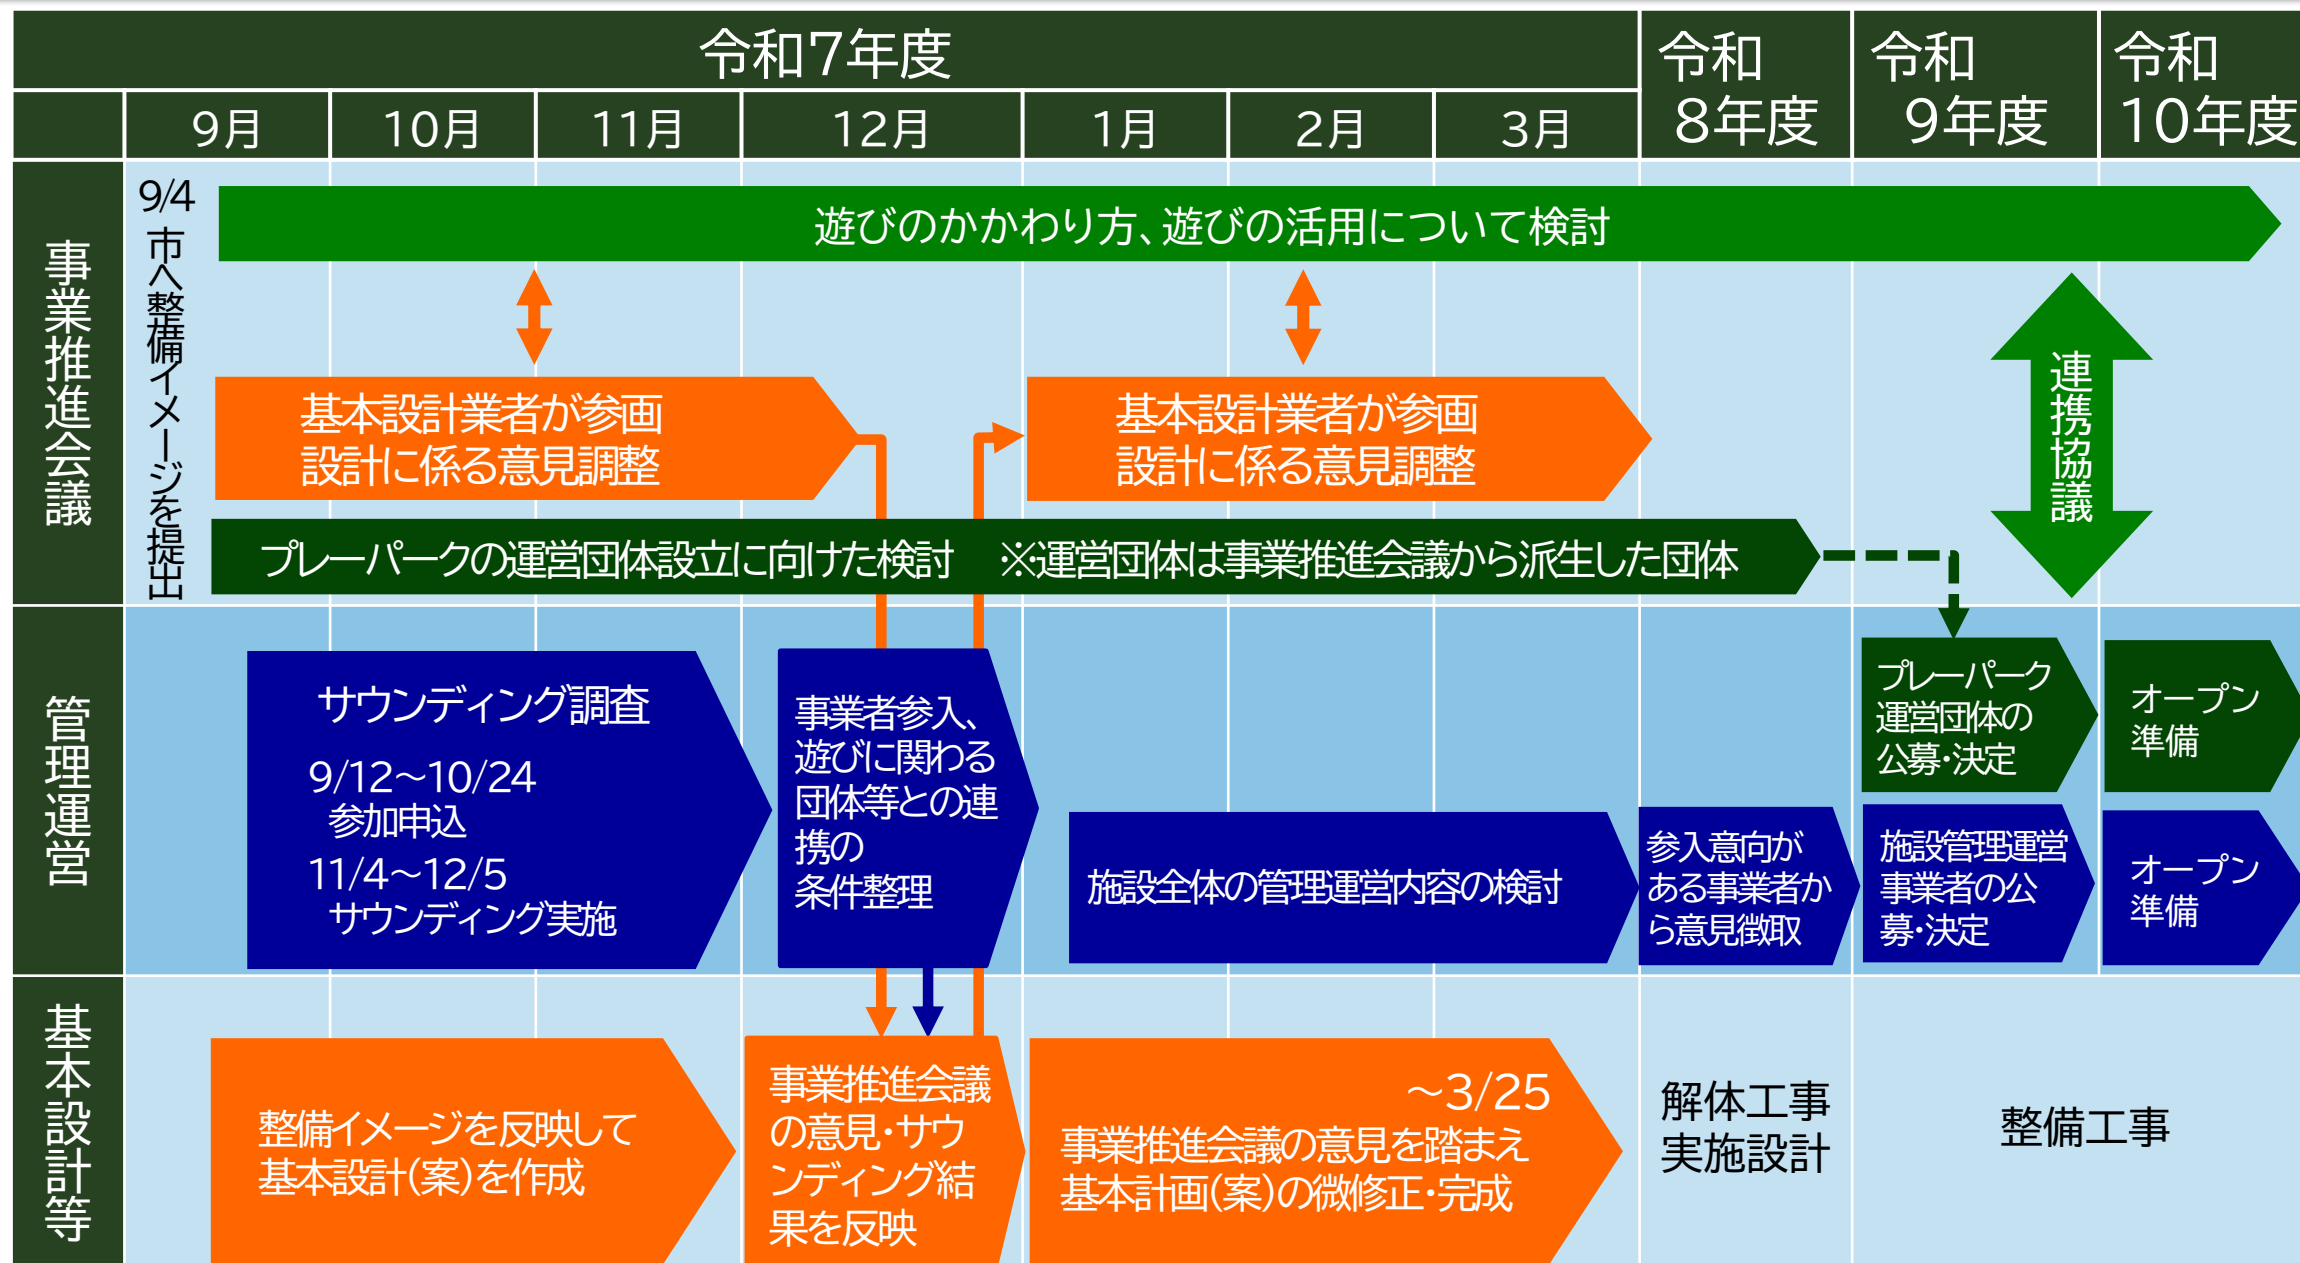 令和7年度
令和
8年度
令和
9年度
令和
10年度
9月
10月
11月
12月
1月
2月
3月
事業推進会議
9/4
市へ整備イメージを提出
遊びのかかわり方、遊びの活用について検討
基本設計業者が参画
設計に係る意見調整
基本設計業者が参画
設計に係る意見調整
連携協議
プレーパークの運営団体設立に向けた検討　※運営団体は事業推進会議から派生した団体
管理運営
サウンディング調査
9/12～10/24
参加申込
11/4～12/5
サウンディング実施
事業者参入、
遊びに関わる
団体等との連
携の
条件整理
施設全体の管理運営内容の検討
参入意向が
ある事業者か
ら意見徴取
プレーパーク
運営団体の
公募・決定
オープン
準備
施設管理運営
事業者の公
募・決定
オープン
準備
基本設計等
整備イメージを反映して
基本設計(案)を作成
事業推進会議
の意見・サウ
ンディング結
果を反映
～3/25
事業推進会議の意見を踏まえ
基本計画(案)の微修正・完成
解体工事
実施設計
整備工事